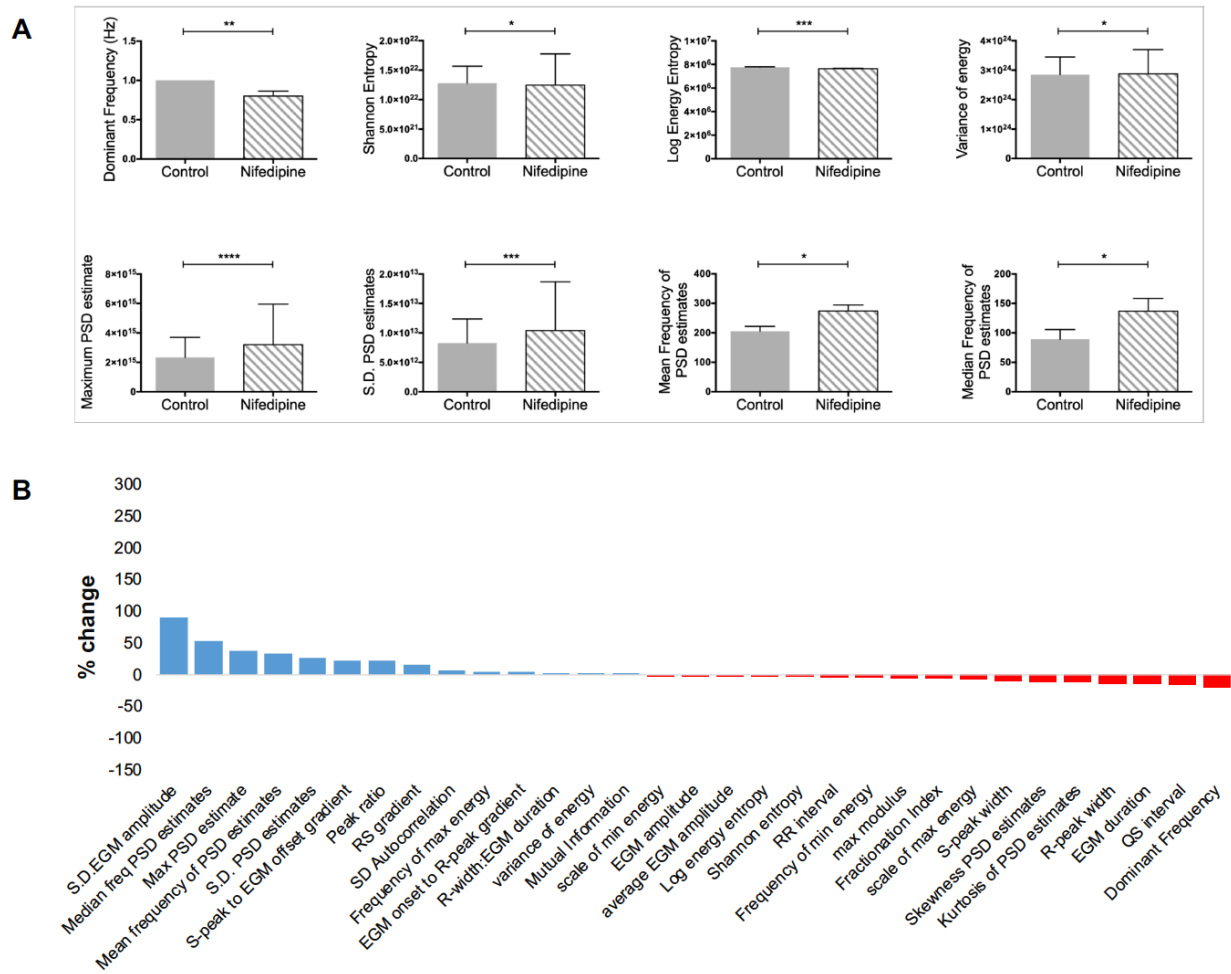 A
**
Dominant Frequency (Hz)
1.5
1.0
0.5
0.0
Control Nifedipine
*
Shannon Entropy
2.0×10²²
1.5×10²²
1.0×10²²
5.0×10²¹
0.0
Control Nifedipine
***
Log Energy Entropy
1×10⁷
8×10⁶
6×10⁶
4×10⁶
2×10⁶
0
Control Nifedipine
*
Variance of energy
4×10²⁴
3×10²⁴
2×10²⁴
1×10²⁴
0
Control Nifedipine
****
Maximum PSD estimate
8×10¹⁵
6×10¹⁵
4×10¹⁵
2×10¹⁵
0
Control Nifedipine
***
S.D. PSD estimates
2.0×10¹³
1.5×10¹³
1.0×10¹³
5.0×10¹²
0.0
Control Nifedipine
*
Mean Frequency of
PSD estimates
400
300
200
100
0
Control Nifedipine
*
Median Frequency of
PSD estimates
200
150
100
50
0
Control Nifedipine
B
% change
300
250
200
150
100
50
0
-50
-100
-150
S.D.EGM amplitude
Median freq PSD estimates
Max PSD estimate
Mean frequency of PSD estimates
S.D. PSD estimates
S-peak to EGM offset gradient
Peak ratio
RS gradient
SD Autocorrelation
Frequency of max energy
EGM onset to R-peak gradient
R-width:EGM duration
variance of energy
Mutual Information
scale of min energy
EGM amplitude
average EGM amplitude
Log energy entropy
Shannon entropy
RR interval
Frequency of min energy
max modulus
Fractionation Index
scale of max energy
S-peak width
Skewness PSD estimates
Kurtosis of PSD estimates
R-peak width
EGM duration
QS interval
Dominant Frequency